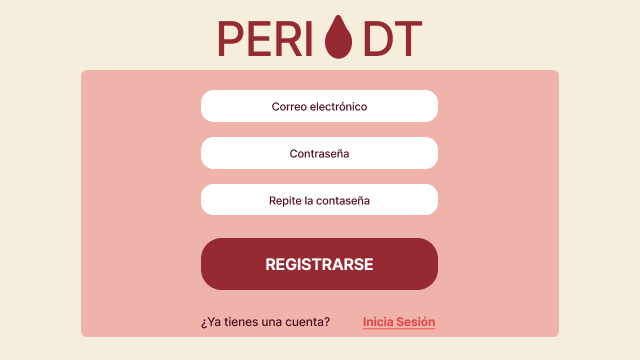 PERI DT
Correo electrónico
Contraseña
Repite la contaseña
REGISTRARSE
¿Ya tienes una cuenta? Inicia Sesión